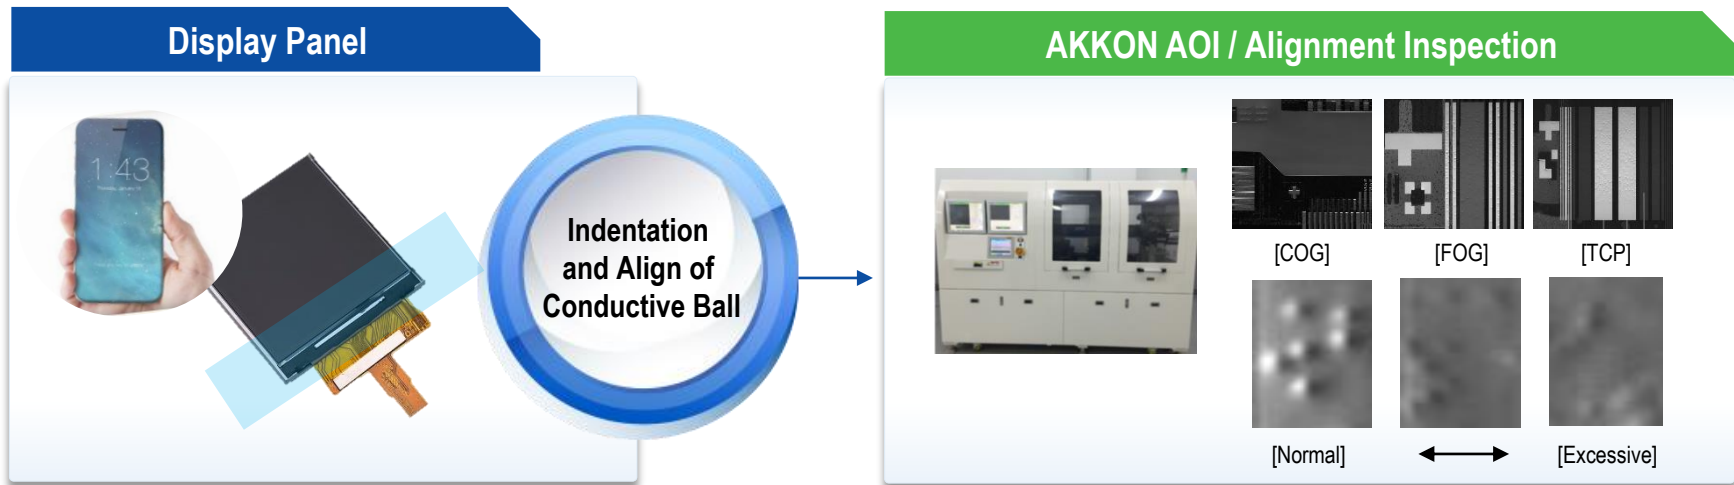 Display Panel
AKKON AOI / Alignment Inspection
1:43
Indentation
and Align of
Conductive Ball
[COG]
[FOG]
[TCP]
[Normal]
[Excessive]